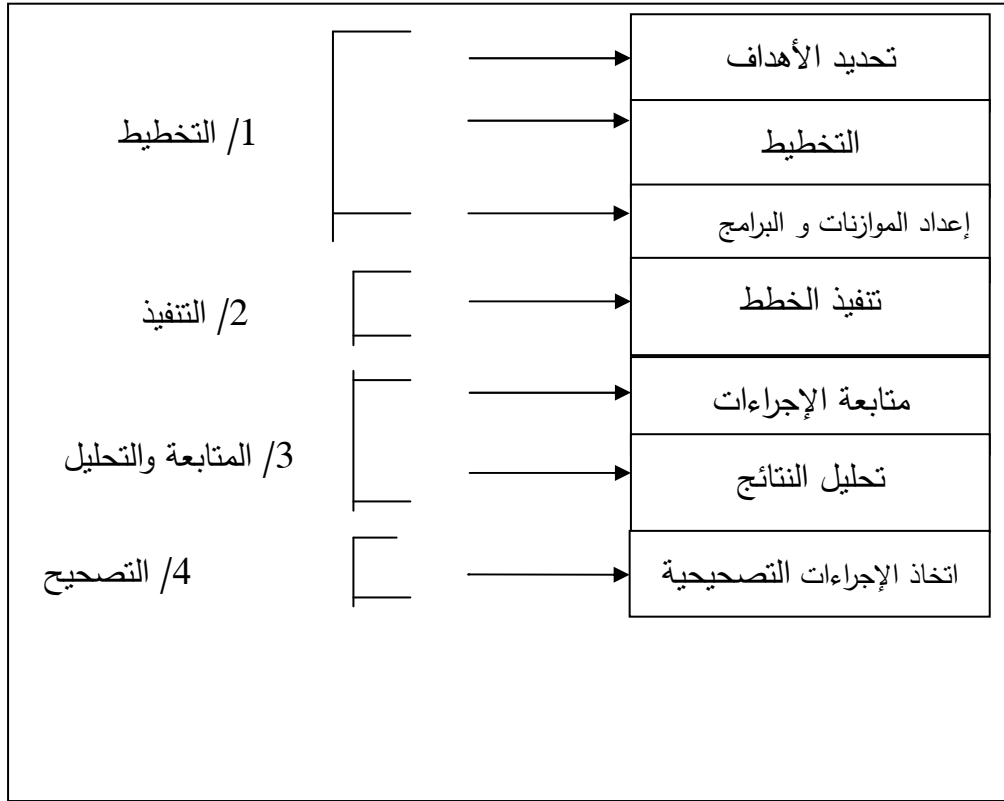 تحديد الأهداف
1/ التخطيط
التخطيط
إعداد الموازنات و البرامج
تنفيذ الخطط
2/ التنفيذ
متابعة الإجراءات
3/ المتابعة والتحليل
تحليل النتائج
اتخاذ الإجراءات التصحيحية
4/ التصحيح